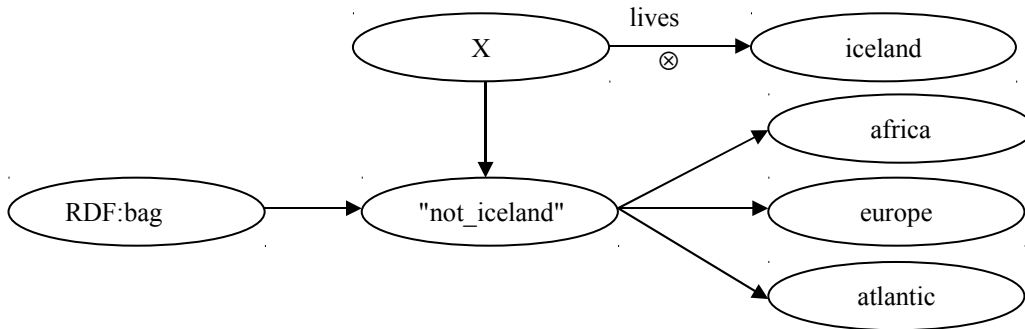 lives
X
⊗
iceland
africa
RDF:bag
"not_iceland"
europe
atlantic